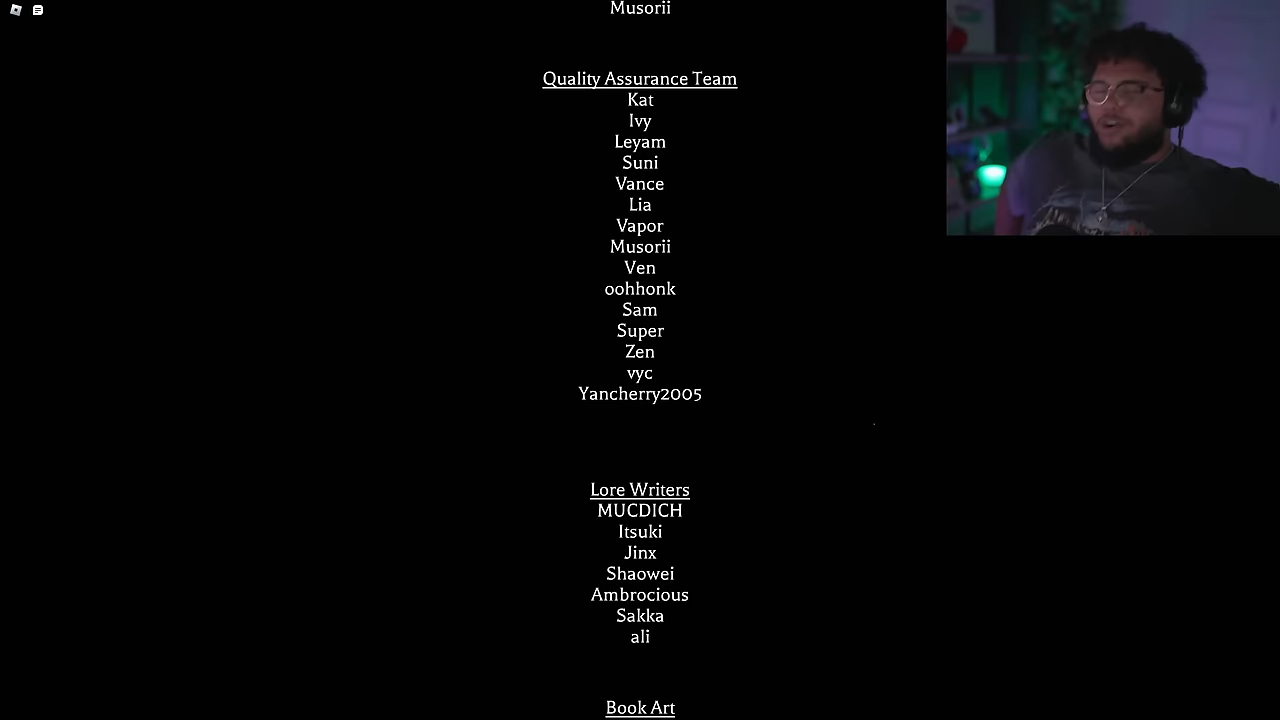 Musorii
Quality Assurance Team
Kat
Ivy
Leyam
Suni
Vance
Lia
Vapor
Musorii
Ven
oohhonk
Sam
Super
Zen
vyc
Yancherry2005
Lore Writers
MUCDICH
Itsuki
Jinx
Shaowei
Ambrocious
Sakka
ali
Book Art